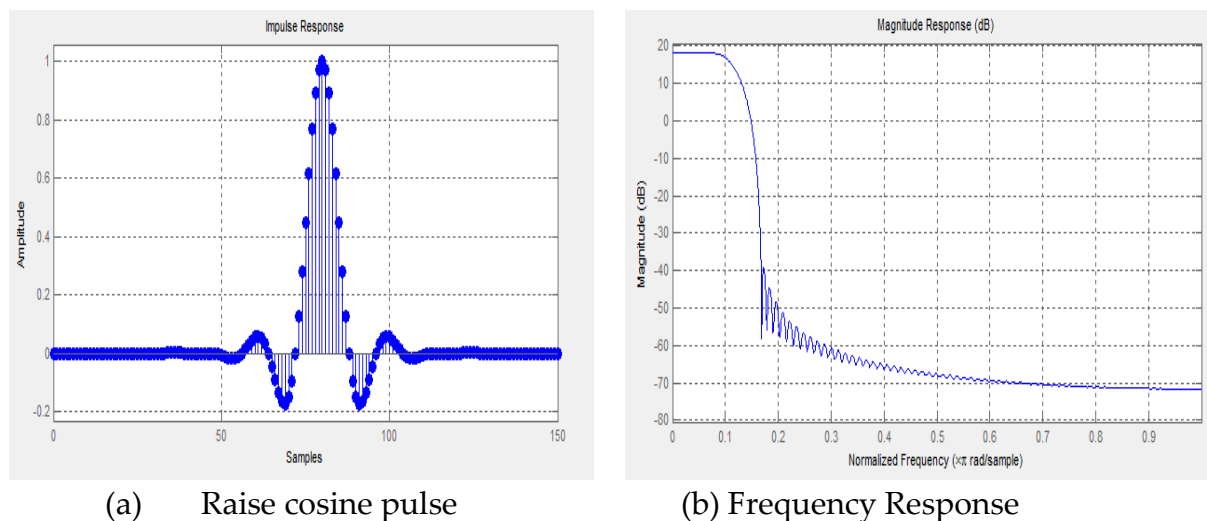 Impulse Response
1
0.8
0.6
0.4
0.2
0
-0.2
Amplitude
0 50 100 150
Samples
Magnitude Response (dB)
20
10
0
-10
-20
-30
-40
-50
-60
-70
-80
Magnitude (dB)
0 0.1 0.2 0.3 0.4 0.5 0.6 0.7 0.8 0.9
Normalized Frequency (×π rad/sample)
(a) Raise cosine pulse
(b) Frequency Response